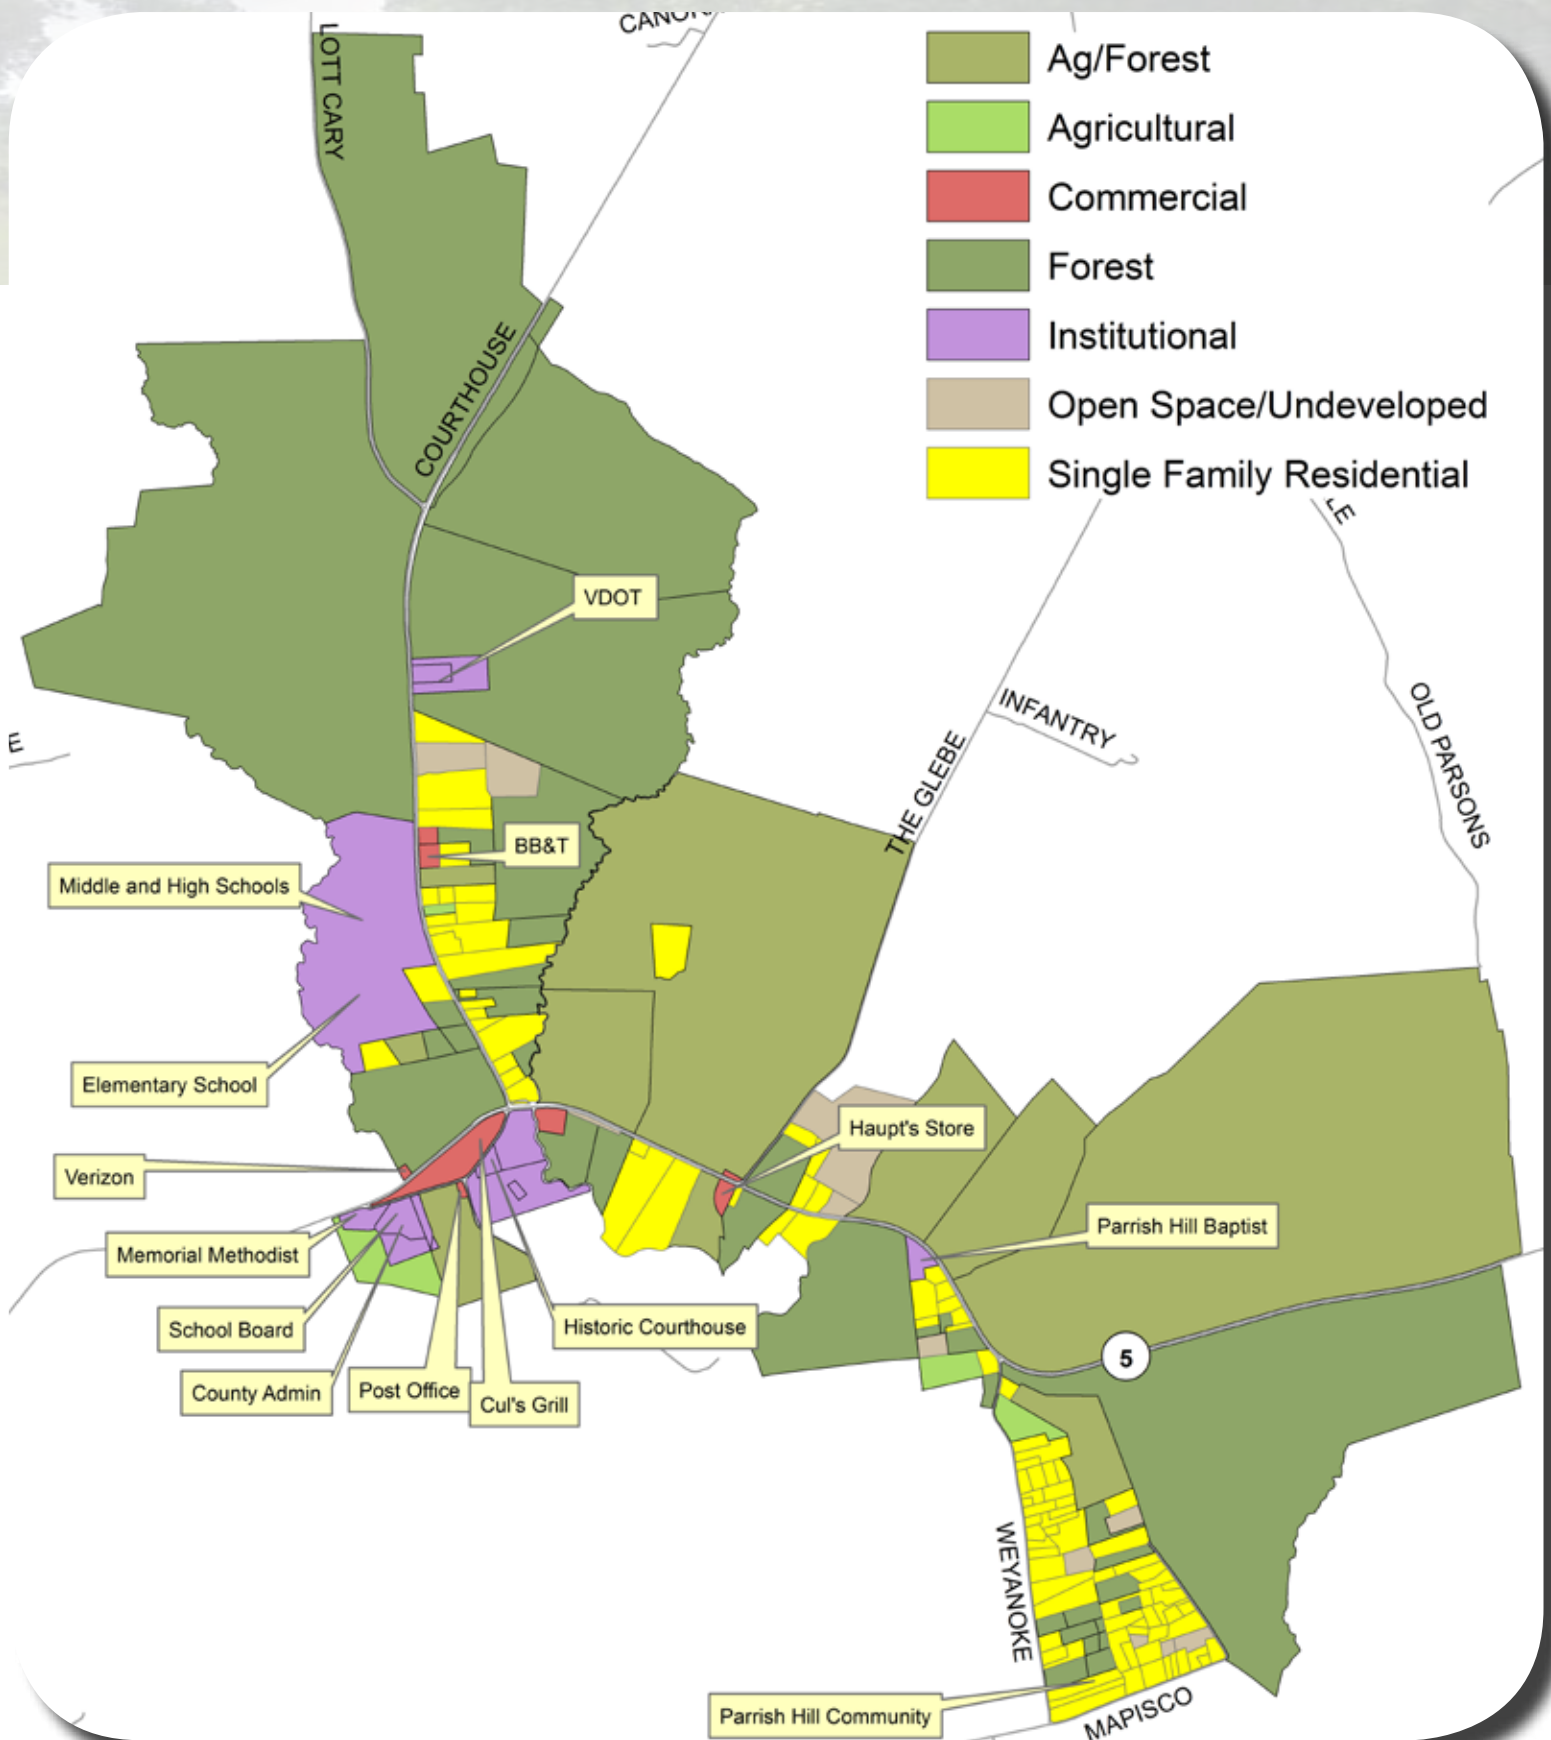 LOTT CARY
Ag/Forest
Agricultural
Commercial
Forest
Institutional
Open Space/Undeveloped
Single Family Residential
COURTHOUSE
VDOT
INFANTRY
OLD PARSONS
THE GLEBE
BB&T
Middle and High Schools
Elementary School
Haupt's Store
Verizon
Parrish Hill Baptist
Memorial Methodist
School Board
Historic Courthouse
5
County Admin
Post Office
Cul's Grill
WEYANOKE
Parrish Hill Community
MAPISCO